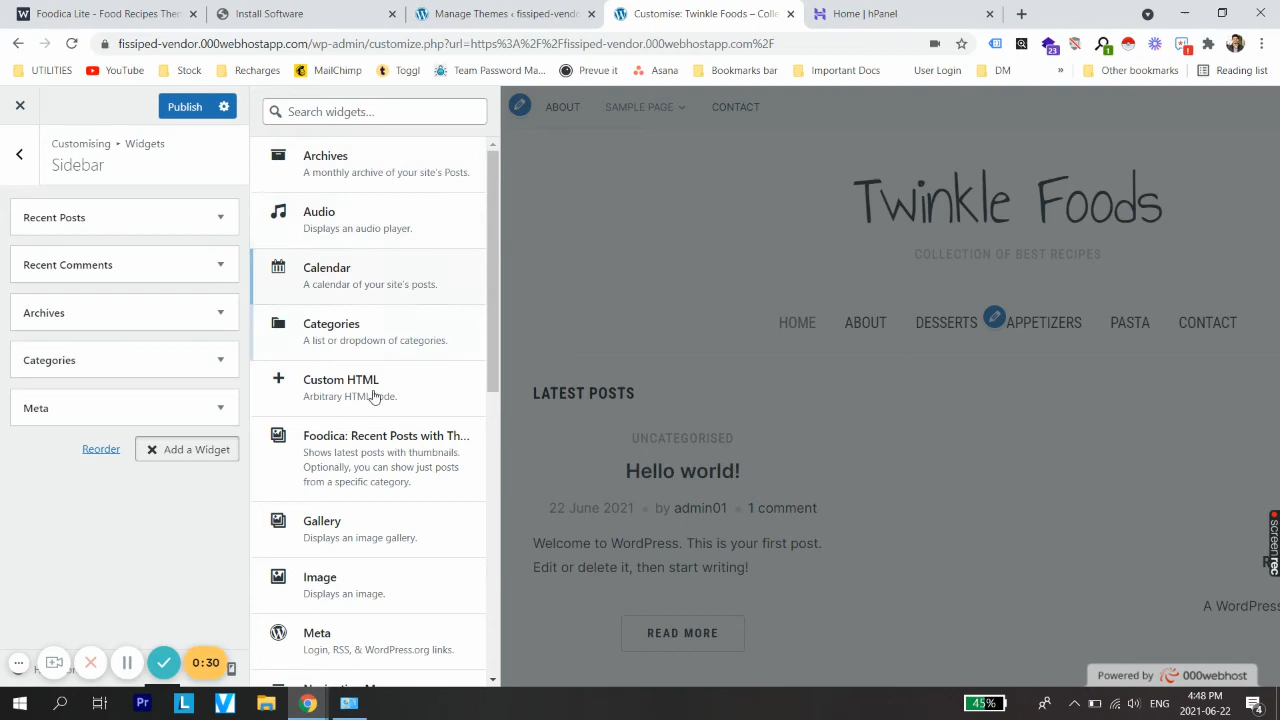 Foodica Lite - Food Recipes Them
Install Software
Manage Themes ‹ fissiped-vendor.
Customise: Twinkle Foods – Colle
Home | hPanel
fissiped-vendor.000webhostapp.com/wp-admin/customize.php?url=https%3A%2F%2Ffissiped-vendor.000webhostapp.com%2F
23
1
1
UTILITIES
YouTube
Stock
Recharges
MailChimp
Toggl
Team Password Ma...
Prevue it
Asana
Bookmarks bar
Important Docs
User Login
DM
»
Other bookmarks
Reading list
Publish
Customising ▸ Widgets
Sidebar
Recent Posts
Recent Comments
Archives
Categories
Meta
Reorder
Add a Widget
Search widgets...
Archives
A monthly archive of your site's Posts.
Audio
Displays an audio player.
Calendar
A calendar of your site's posts.
Categories
A list or dropdown of categories.
Custom HTML
Arbitrary HTML code.
Foodica: Recent Posts with Th...
Shows latest posts with thumbnails.
Optionally, you can show just posts
from a specific category.
Gallery
Displays an image gallery.
Image
Displays an image.
Meta
Login, RSS, & WordPress.org links.
ABOUT
SAMPLE PAGE
CONTACT
Twinkle Foods
COLLECTION OF BEST RECIPES
HOME
ABOUT
DESSERTS
APPETIZERS
PASTA
CONTACT
LATEST POSTS
UNCATEGORISED
Hello world!
22 June 2021 • by admin01 • 1 comment
Welcome to WordPress. This is your first post.
Edit or delete it, then start writing!
READ MORE
A WordPress
SCREENrec
Powered by 000webhost
0:30
45%
ENG
4:48 PM
2021-06-22
4